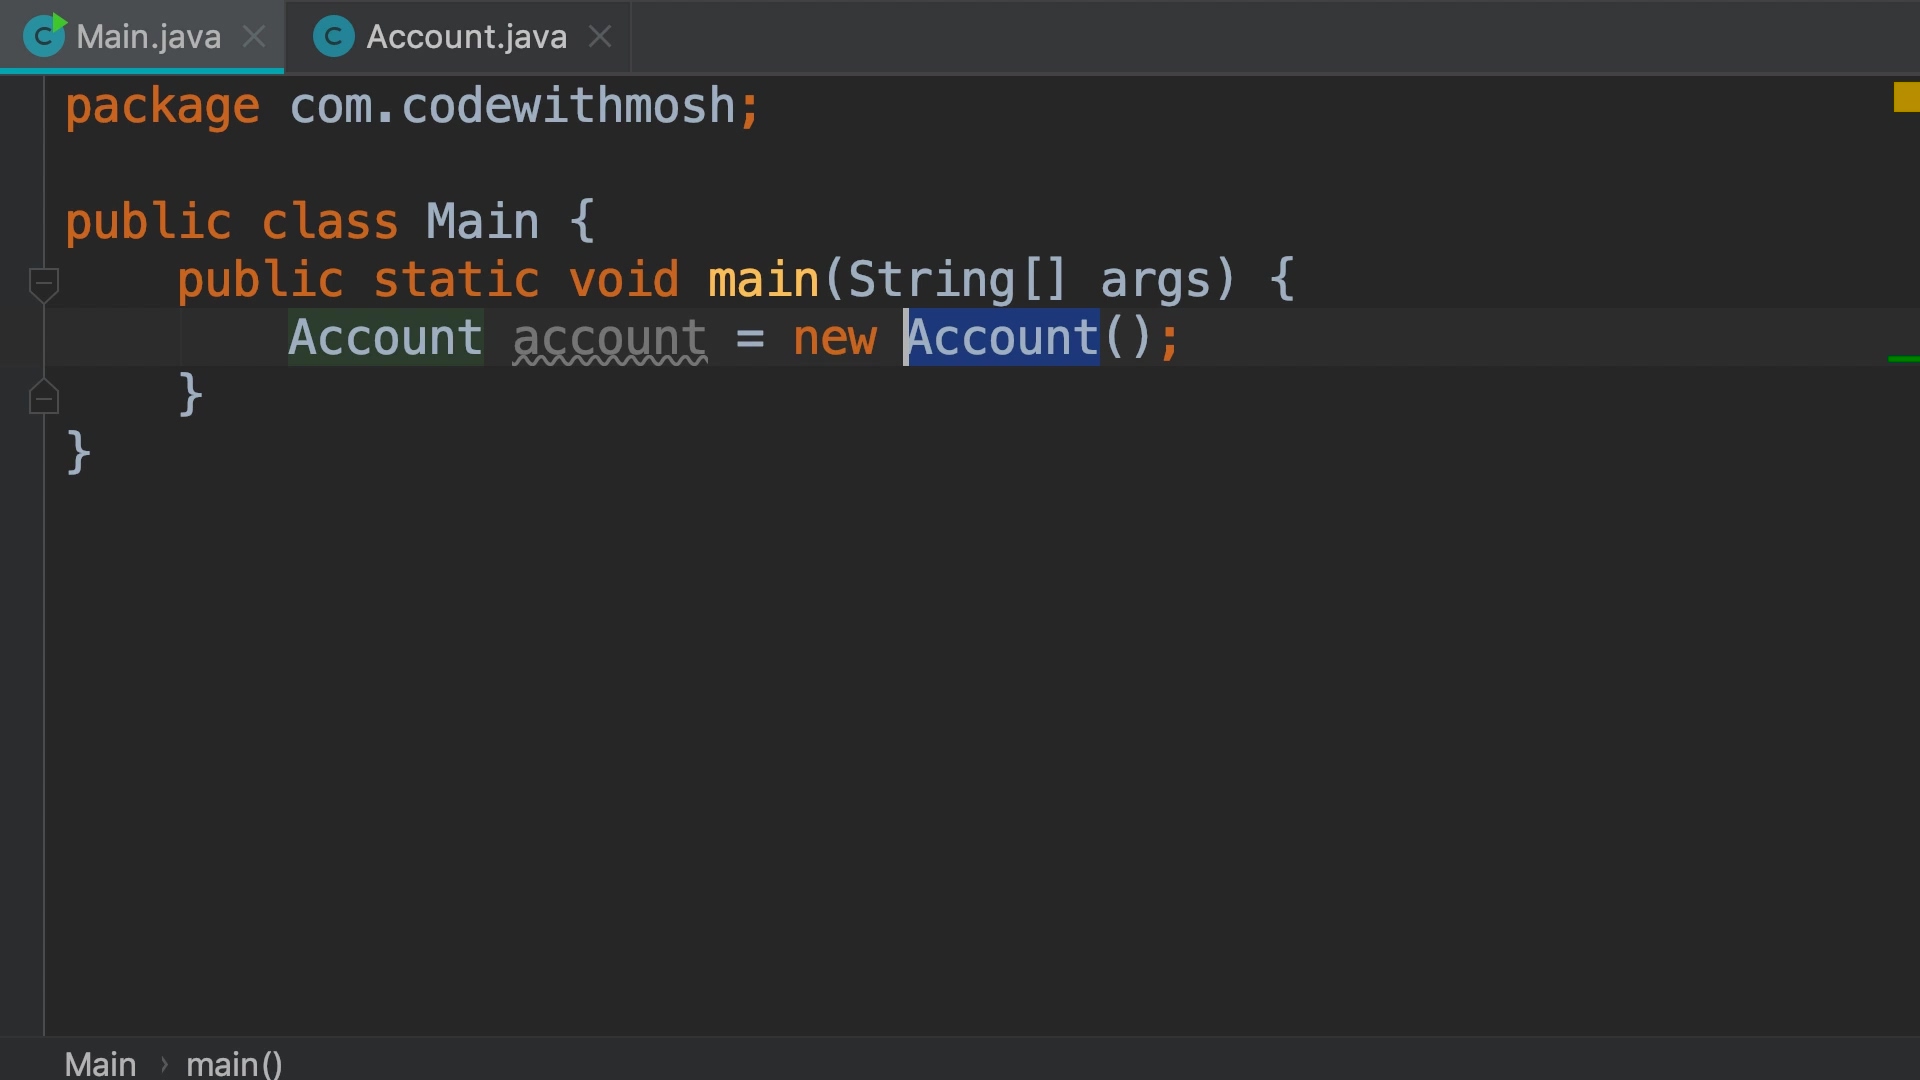 Main.java Account.java
package com.codewithmosh;
public class Main {
public static void main(String[] args) {
Account account = new Account();
}
}
Main › main()